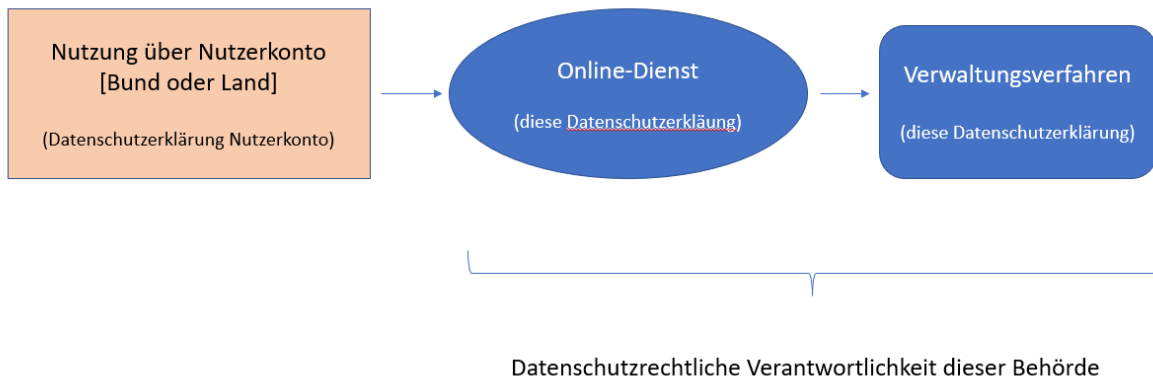 Nutzung über Nutzerkonto
[Bund oder Land]
(Datenschutzerklärung Nutzerkonto)
Online-Dienst
(diese Datenschutzerkläung)
Verwaltungsverfahren
(diese Datenschutzerklärung)
Datenschutzrechtliche Verantwortlichkeit dieser Behörde